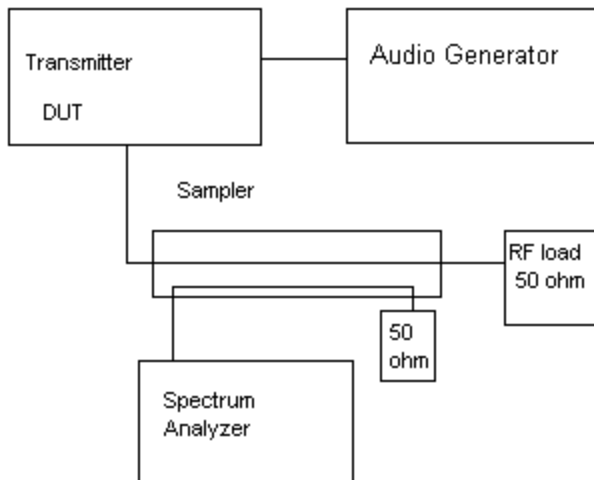 Transmitter
DUT
Audio Generator
Sampler
RF load
50 ohm
50
ohm
Spectrum
Analyzer